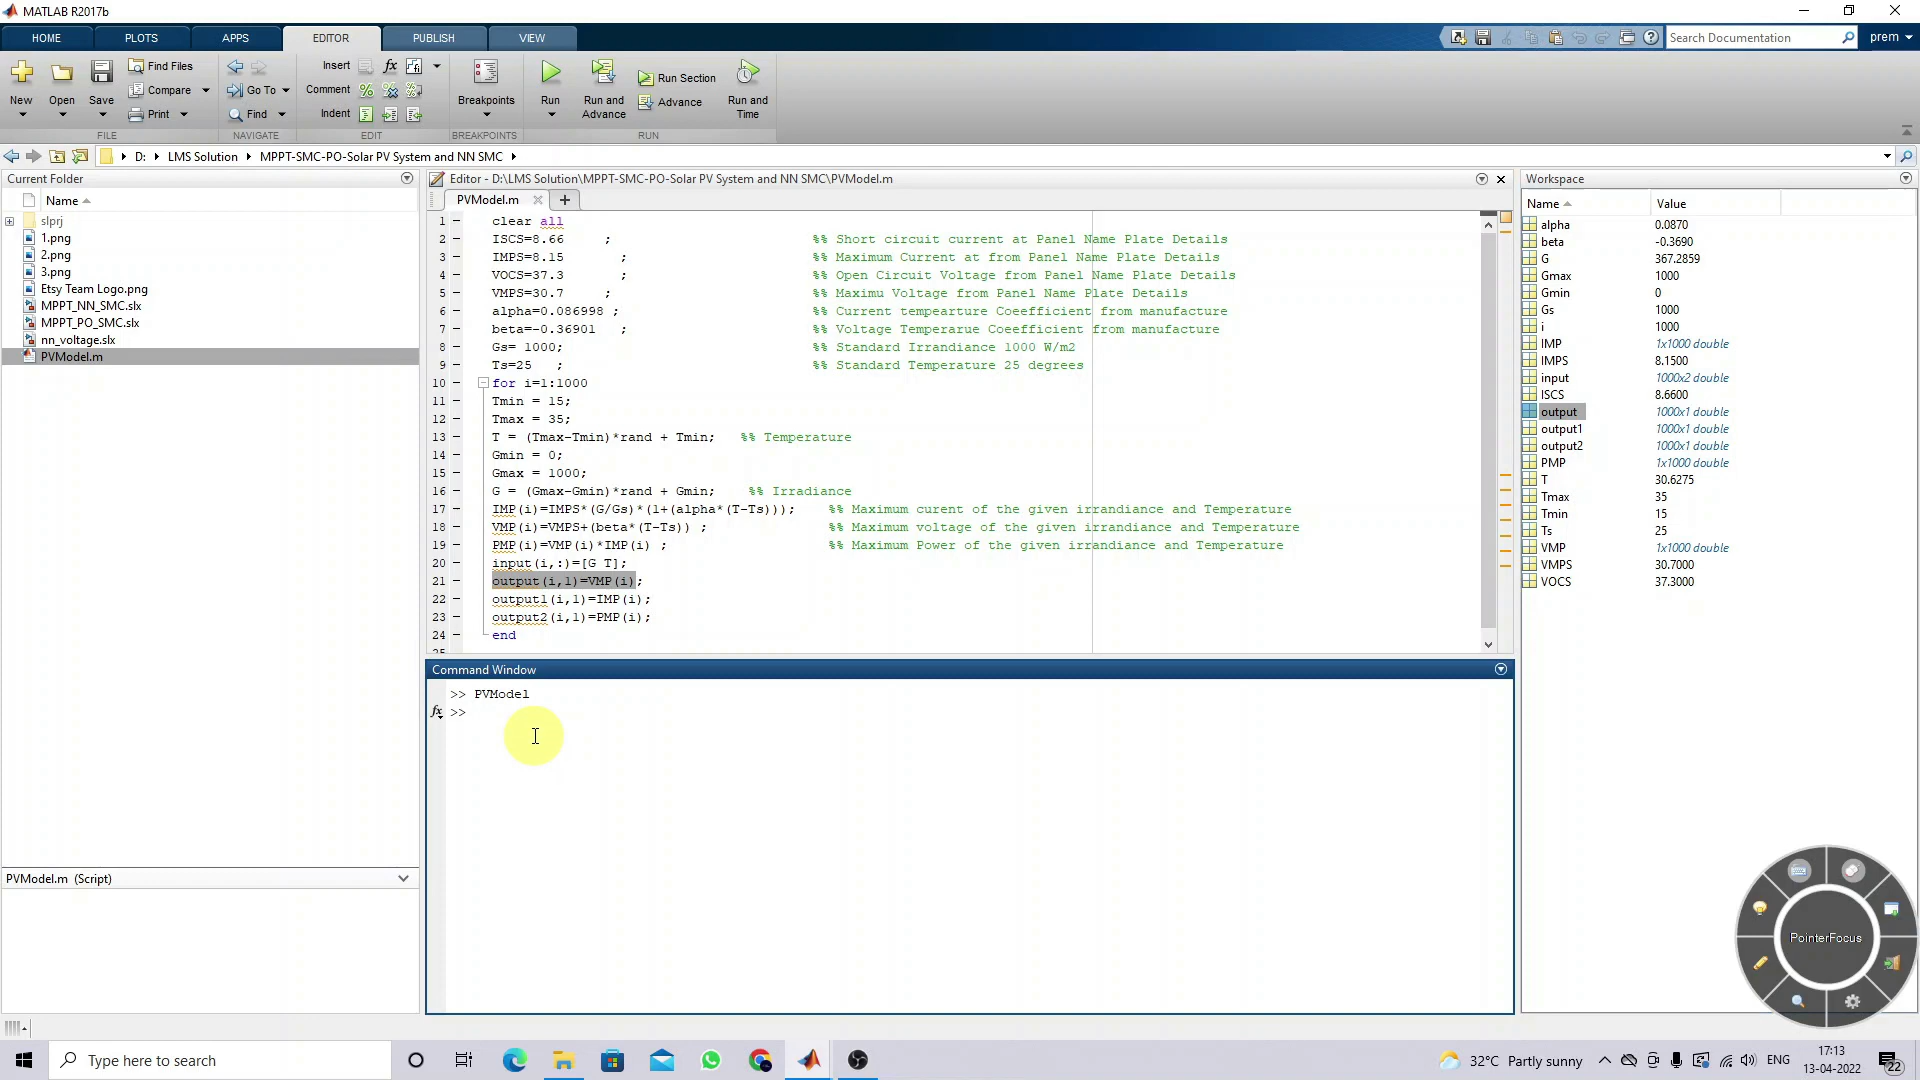 MATLAB R2017b
HOME PLOTS APPS EDITOR PUBLISH VIEW
Search Documentation
prem
New
Open
Save
Find Files
Compare
Print
FILE
Go To
Find
NAVIGATE
Insert
Comment
Indent
EDIT
Breakpoints
BREAKPOINTS
Run
Run and Advance
Run Section
Advance
Run and Time
RUN
D: LMS Solution MPPT-SMC-PO-Solar PV System and NN SMC
Current Folder
Name
slprj
1.png
2.png
3.png
Etsy Team Logo.png
MPPT_NN_SMC.slx
MPPT_PO_SMC.slx
nn_voltage.slx
PVModel.m
PVModel.m (Script)
Editor - D:\LMS Solution\MPPT-SMC-PO-Solar PV System and NN SMC\PVModel.m
PVModel.m
1 clear all
2 ISCS=8.66 ; %% Short circuit current at Panel Name Plate Details
3 IMPS=8.15 ; %% Maximum Current at from Panel Name Plate Details
4 VOCS=37.3 ; %% Open Circuit Voltage from Panel Name Plate Details
5 VMPS=30.7 ; %% Maximu Voltage from Panel Name Plate Details
6 alpha=0.086998 ; %% Current tempearture Coeefficient from manufacture
7 beta=-0.36901 ; %% Voltage Temperarue Coeefficient from manufacture
8 Gs= 1000; %% Standard Irrandiance 1000 W/m2
9 Ts=25 ; %% Standard Temperature 25 degrees
10 for i=1:1000
11 Tmin = 15;
12 Tmax = 35;
13 T = (Tmax-Tmin)*rand + Tmin; %% Temperature
14 Gmin = 0;
15 Gmax = 1000;
16 G = (Gmax-Gmin)*rand + Gmin; %% Irradiance
17 IMP(i)=IMPS*(G/Gs)*(1+(alpha*(T-Ts))); %% Maximum curent of the given irrandiance and Temperature
18 VMP(i)=VMPS+(beta*(T-Ts)) ; %% Maximum voltage of the given irrandiance and Temperature
19 PMP(i)=VMP(i)*IMP(i) ; %% Maximum Power of the given irrandiance and Temperature
20 input(i,:)=[G T];
21 output(i,1)=VMP(i);
22 output1(i,1)=IMP(i);
23 output2(i,1)=PMP(i);
24 end
25
Command Window
>> PVModel
fx >>
Workspace
Name Value
alpha 0.0870
beta -0.3690
G 367.2859
Gmax 1000
Gmin 0
Gs 1000
i 1000
IMP 1x1000 double
IMPS 8.1500
input 1000x2 double
ISCS 8.6600
output 1000x1 double
output1 1000x1 double
output2 1000x1 double
PMP 1x1000 double
T 30.6275
Tmax 35
Tmin 15
Ts 25
VMP 1x1000 double
VMPS 30.7000
VOCS 37.3000
PointerFocus
Type here to search
32°C Partly sunny
ENG
17:13
13-04-2022
22